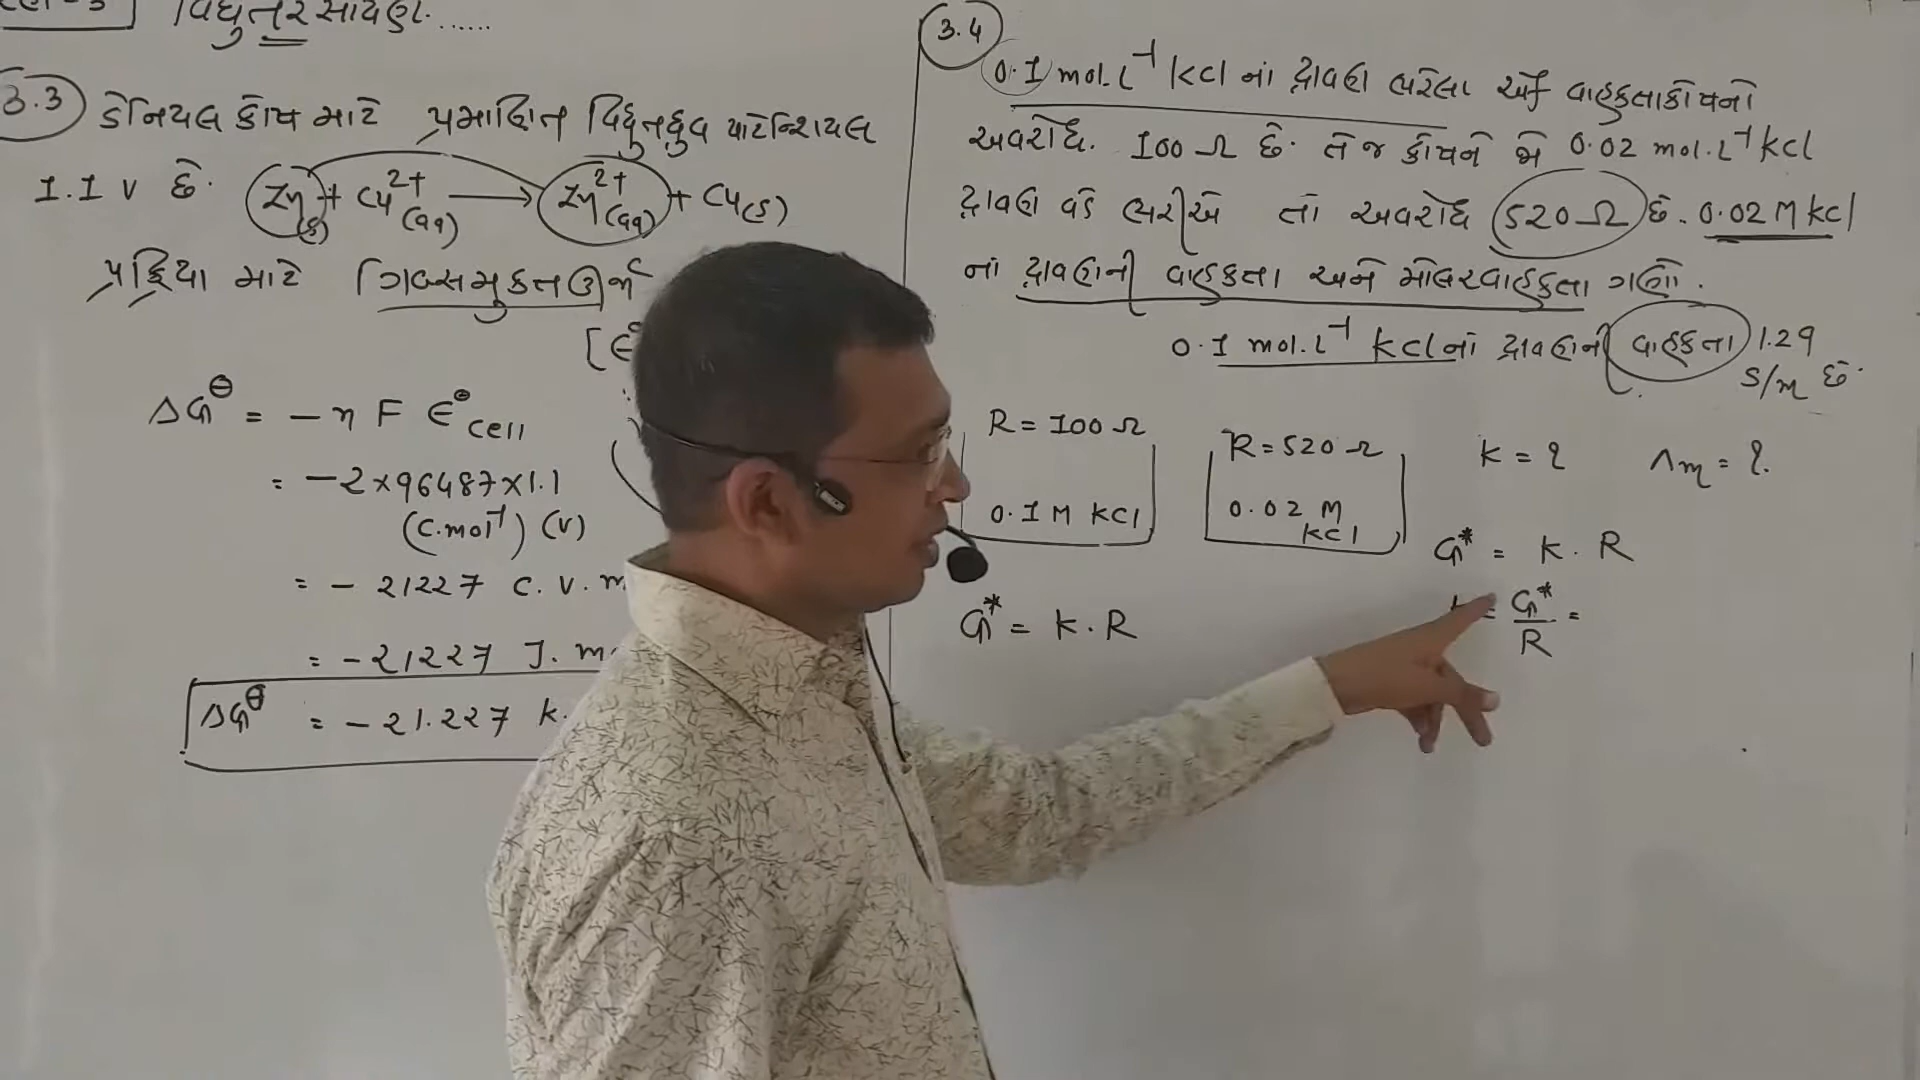 વિદ્યુતરસાયણ......
3.3 ડેનિયલ કોષ માટે પ્રમાણિત વિદ્યુતધ્રુવ પોટેન્શિયલ
1.1 V છે. Zn(s) + Cu²⁺(aq) ⟶ Zn²⁺(aq) + Cu(s)
પ્રક્રિયા માટે ગિબ્સમુક્તઊર્જા
[E°
ΔG^⊖ = − n F E°cell
= −2×96487×1.1
(C.mol⁻¹) (V)
= − 21227 C. V. m
= −21227 J. m
ΔG^⊖ = −21.227 k.
3.4
0.1 mol.L⁻¹ KCl નાં દ્રાવણ ભરેલા એક વાહકતાકોષનો
અવરોધ. 100 Ω છે. તે જ કોષને જો 0.02 mol.L⁻¹ KCl
દ્રાવણ વડે ભરીએ તો અવરોધ 520 Ω છે. 0.02 M KCl
નાં દ્રાવણની વાહકતા અને મોલરવાહકતા ગણો.
0.1 mol.L⁻¹ KCl નાં દ્રાવણની વાહકતા 1.29
S/m છે.
R = 100 Ω
0.1 M KCl
R = 520 Ω
0.02 M
KCl
K = ? Λm = ?
G* = K . R
G* = K . R
= G*/R =